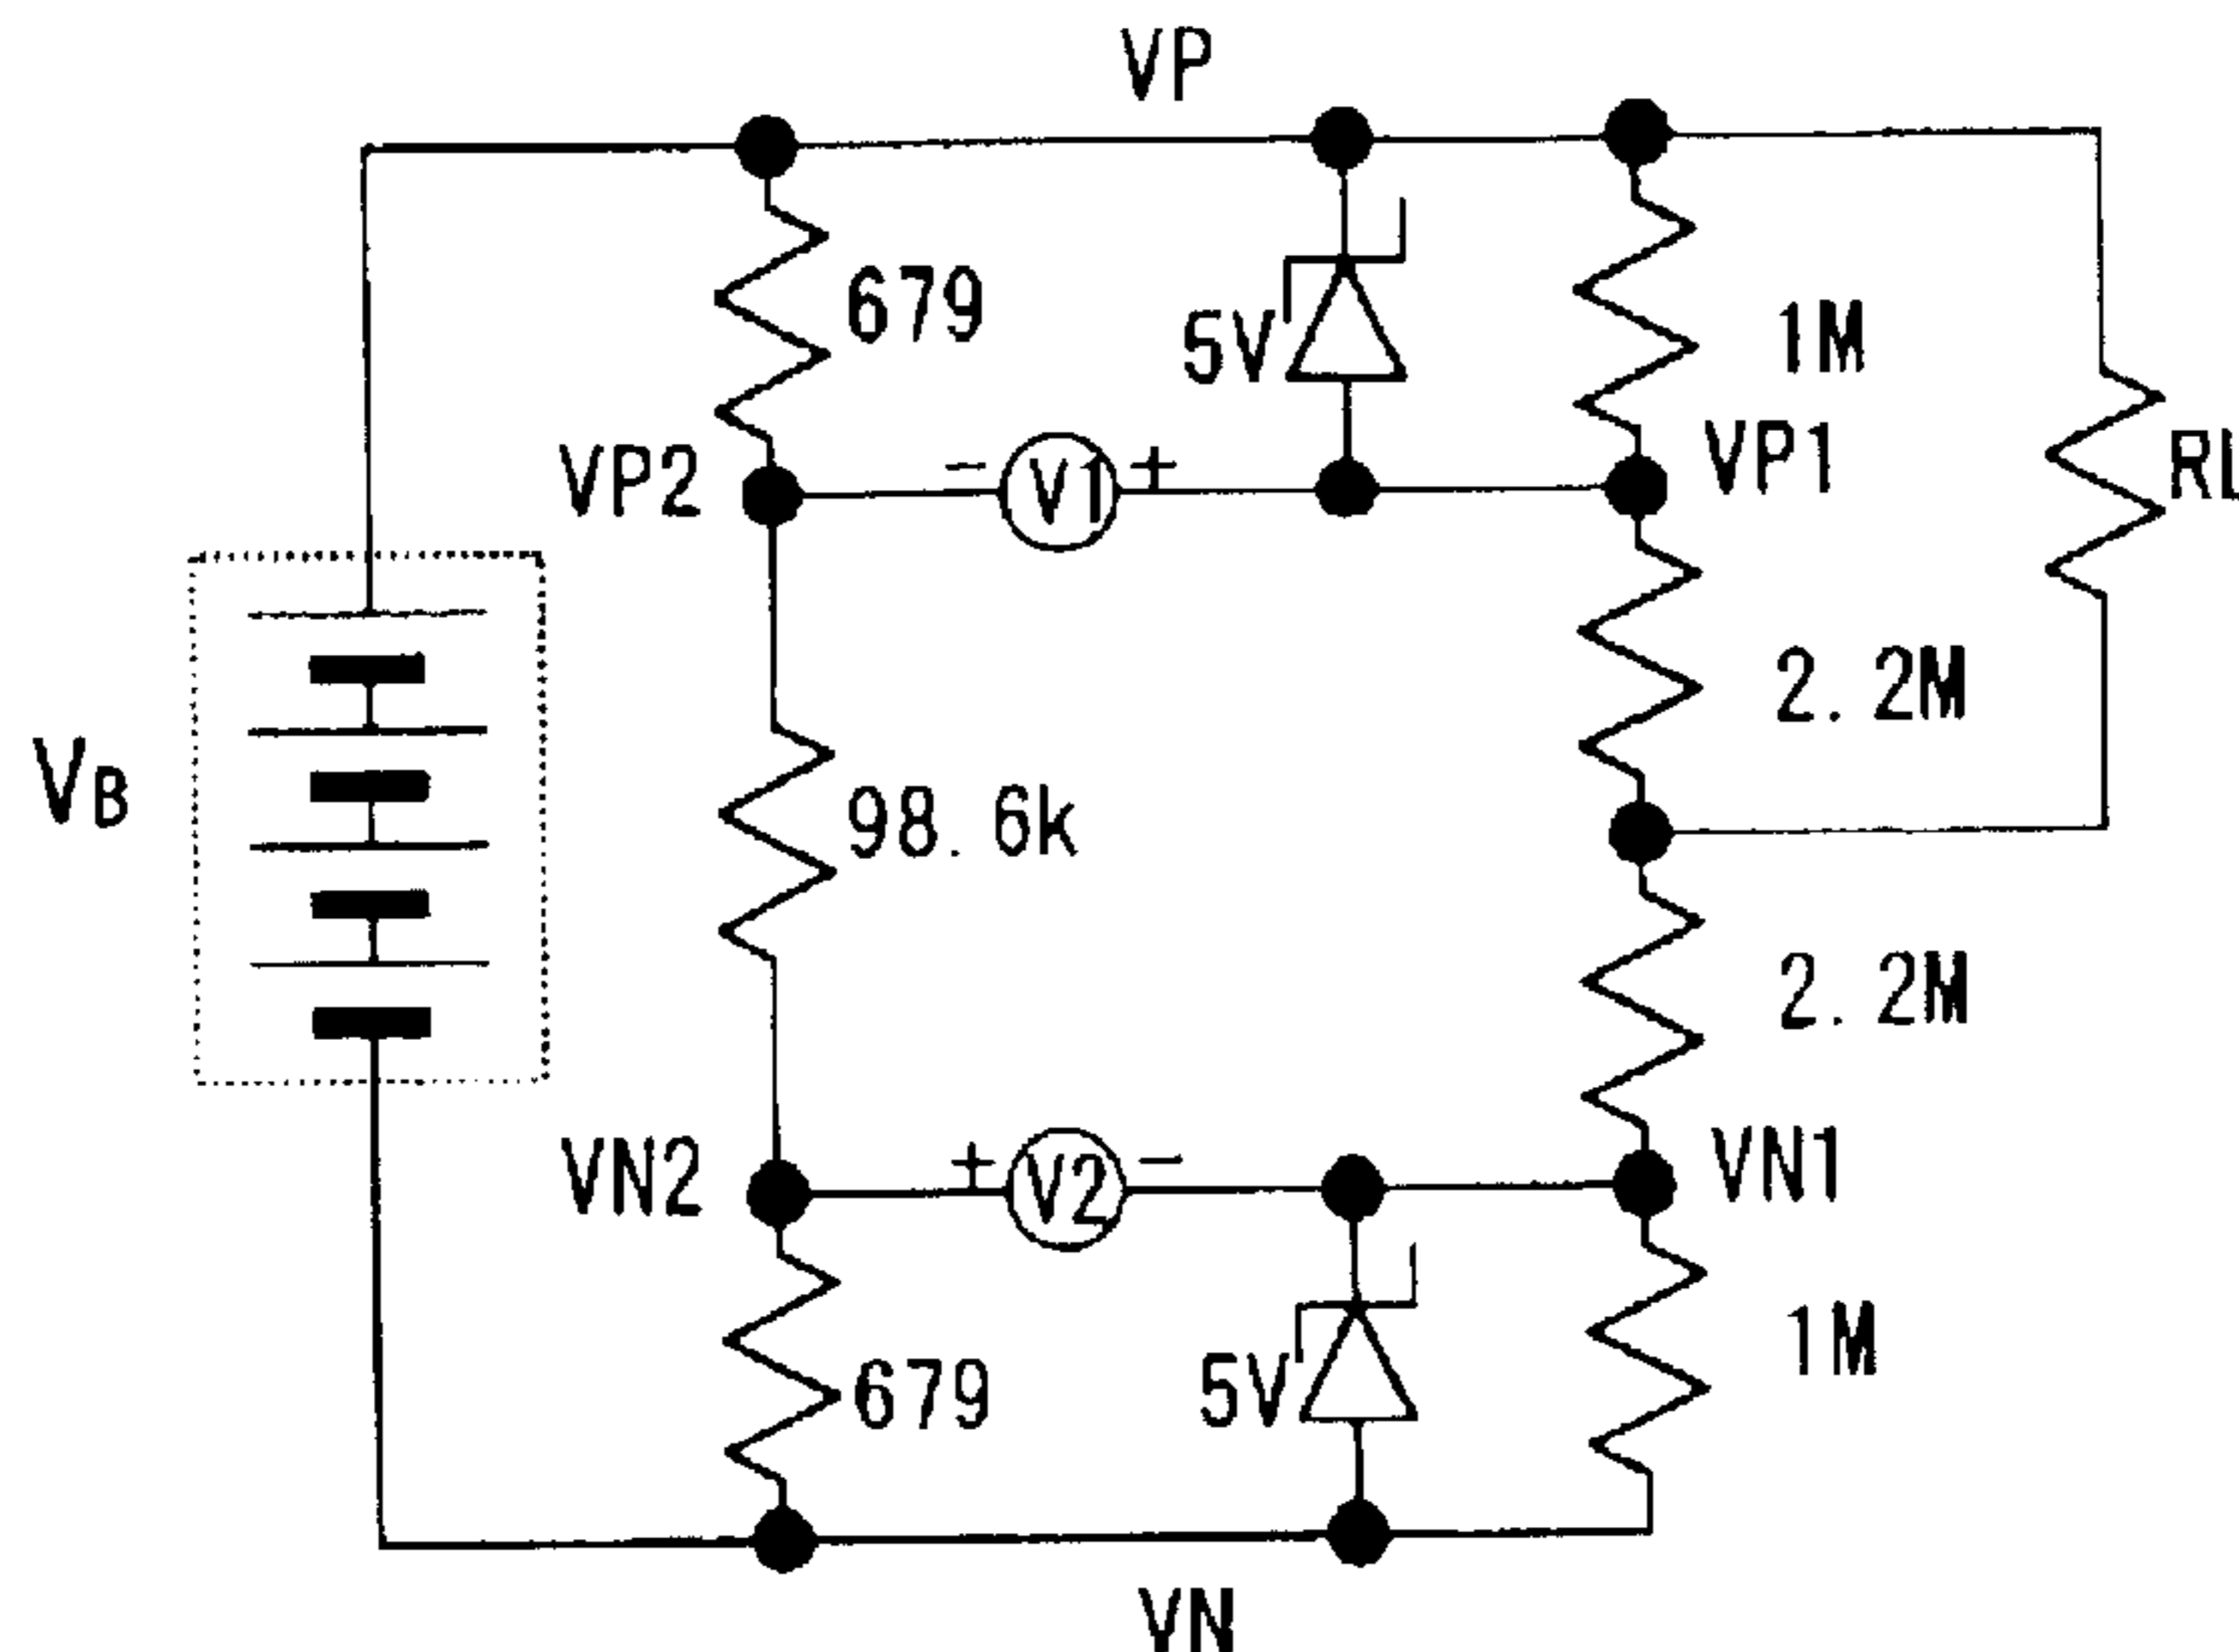 VP
679
5V
1M
VP2
- V1 +
VP1
RL
2.2M
VB
98.6k
2.2M
VN2
+ V2 -
VN1
679
5V
1M
VN